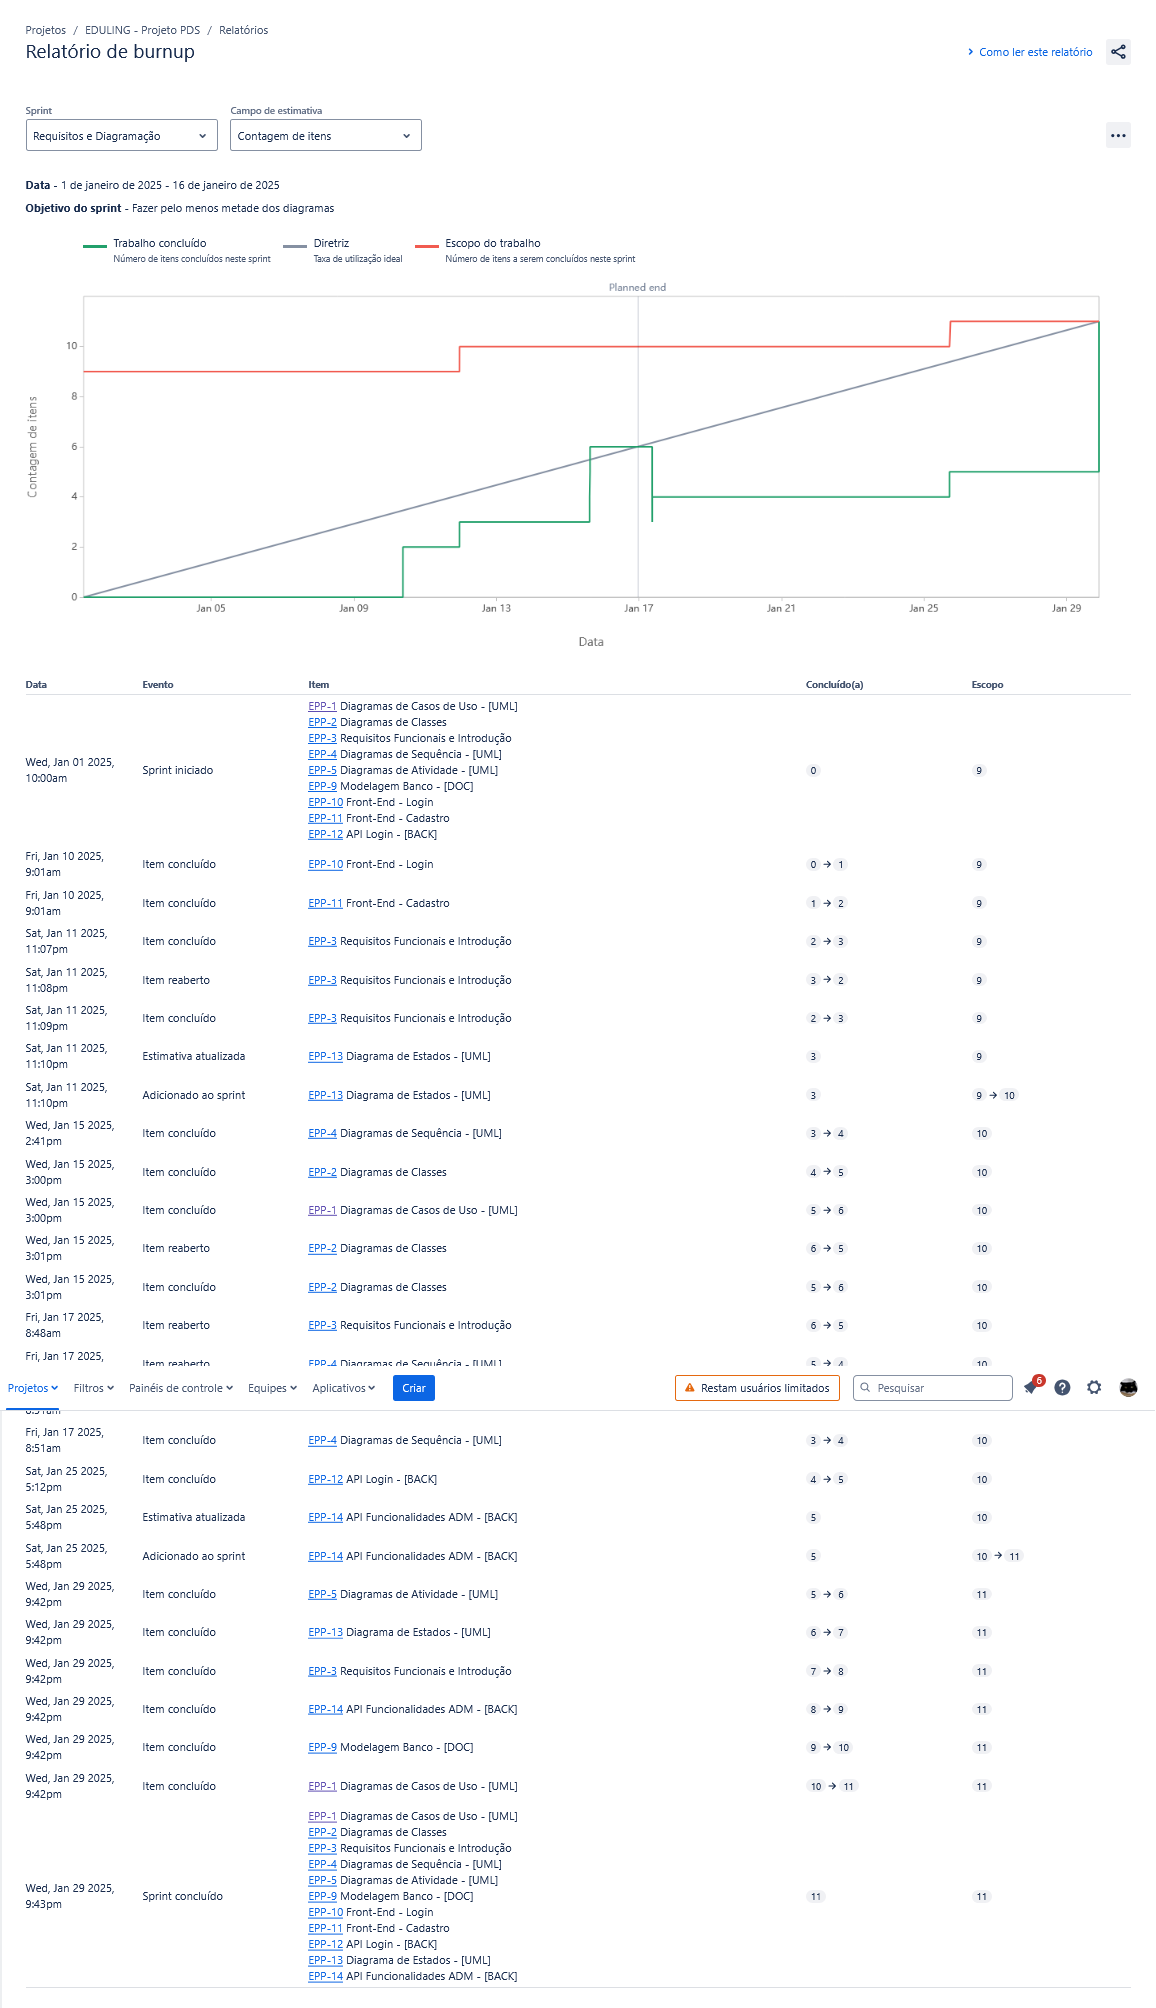 Projetos / EDULING - Projeto PDS / Relatórios
Relatório de burnup
Como ler este relatório
Sprint
Campo de estimativa
Requisitos e Diagramação
Contagem de itens
Data - 1 de janeiro de 2025 - 16 de janeiro de 2025
Objetivo do sprint - Fazer pelo menos metade dos diagramas
Trabalho concluído
Número de itens concluídos neste sprint
Diretriz
Taxa de utilização ideal
Escopo do trabalho
Número de itens a serem concluídos neste sprint
Planned end
10
8
6
4
2
0
Contagem de itens
Jan 05 Jan 09 Jan 13 Jan 17 Jan 21 Jan 25 Jan 29
Data
Data Evento Item Concluído(a) Escopo
EPP-1 Diagramas de Casos de Uso - [UML]
EPP-2 Diagramas de Classes
EPP-3 Requisitos Funcionais e Introdução
EPP-4 Diagramas de Sequência - [UML]
Wed, Jan 01 2025, 10:00am Sprint iniciado EPP-5 Diagramas de Atividade - [UML] 0 9
EPP-9 Modelagem Banco - [DOC]
EPP-10 Front-End - Login
EPP-11 Front-End - Cadastro
EPP-12 API Login - [BACK]
Fri, Jan 10 2025, 9:01am Item concluído EPP-10 Front-End - Login 0 → 1 9
Fri, Jan 10 2025, 9:01am Item concluído EPP-11 Front-End - Cadastro 1 → 2 9
Sat, Jan 11 2025, 11:07pm Item concluído EPP-3 Requisitos Funcionais e Introdução 2 → 3 9
Sat, Jan 11 2025, 11:08pm Item reaberto EPP-3 Requisitos Funcionais e Introdução 3 → 2 9
Sat, Jan 11 2025, 11:09pm Item concluído EPP-3 Requisitos Funcionais e Introdução 2 → 3 9
Sat, Jan 11 2025, 11:10pm Estimativa atualizada EPP-13 Diagrama de Estados - [UML] 3 9
Sat, Jan 11 2025, 11:10pm Adicionado ao sprint EPP-13 Diagrama de Estados - [UML] 3 9 → 10
Wed, Jan 15 2025, 2:41pm Item concluído EPP-4 Diagramas de Sequência - [UML] 3 → 4 10
Wed, Jan 15 2025, 3:00pm Item concluído EPP-2 Diagramas de Classes 4 → 5 10
Wed, Jan 15 2025, 3:00pm Item concluído EPP-1 Diagramas de Casos de Uso - [UML] 5 → 6 10
Wed, Jan 15 2025, 3:01pm Item reaberto EPP-2 Diagramas de Classes 6 → 5 10
Wed, Jan 15 2025, 3:01pm Item concluído EPP-2 Diagramas de Classes 5 → 6 10
Fri, Jan 17 2025, 8:48am Item reaberto EPP-3 Requisitos Funcionais e Introdução 6 → 5 10
Fri, Jan 17 2025, Item reaberto EPP-4 Diagramas de Sequência - [UML] 5 → 4 10
Projetos Filtros Painéis de controle Equipes Aplicativos Criar Restam usuários limitados Pesquisar 6
Fri, Jan 17 2025, 8:51am Item concluído EPP-4 Diagramas de Sequência - [UML] 3 → 4 10
Sat, Jan 25 2025, 5:12pm Item concluído EPP-12 API Login - [BACK] 4 → 5 10
Sat, Jan 25 2025, 5:48pm Estimativa atualizada EPP-14 API Funcionalidades ADM - [BACK] 5 10
Sat, Jan 25 2025, 5:48pm Adicionado ao sprint EPP-14 API Funcionalidades ADM - [BACK] 5 10 → 11
Wed, Jan 29 2025, 9:42pm Item concluído EPP-5 Diagramas de Atividade - [UML] 5 → 6 11
Wed, Jan 29 2025, 9:42pm Item concluído EPP-13 Diagrama de Estados - [UML] 6 → 7 11
Wed, Jan 29 2025, 9:42pm Item concluído EPP-3 Requisitos Funcionais e Introdução 7 → 8 11
Wed, Jan 29 2025, 9:42pm Item concluído EPP-14 API Funcionalidades ADM - [BACK] 8 → 9 11
Wed, Jan 29 2025, 9:42pm Item concluído EPP-9 Modelagem Banco - [DOC] 9 → 10 11
Wed, Jan 29 2025, 9:42pm Item concluído EPP-1 Diagramas de Casos de Uso - [UML] 10 → 11 11
EPP-1 Diagramas de Casos de Uso - [UML]
EPP-2 Diagramas de Classes
EPP-3 Requisitos Funcionais e Introdução
EPP-4 Diagramas de Sequência - [UML]
EPP-5 Diagramas de Atividade - [UML]
Wed, Jan 29 2025, 9:43pm Sprint concluído EPP-9 Modelagem Banco - [DOC] 11 11
EPP-10 Front-End - Login
EPP-11 Front-End - Cadastro
EPP-12 API Login - [BACK]
EPP-13 Diagrama de Estados - [UML]
EPP-14 API Funcionalidades ADM - [BACK]